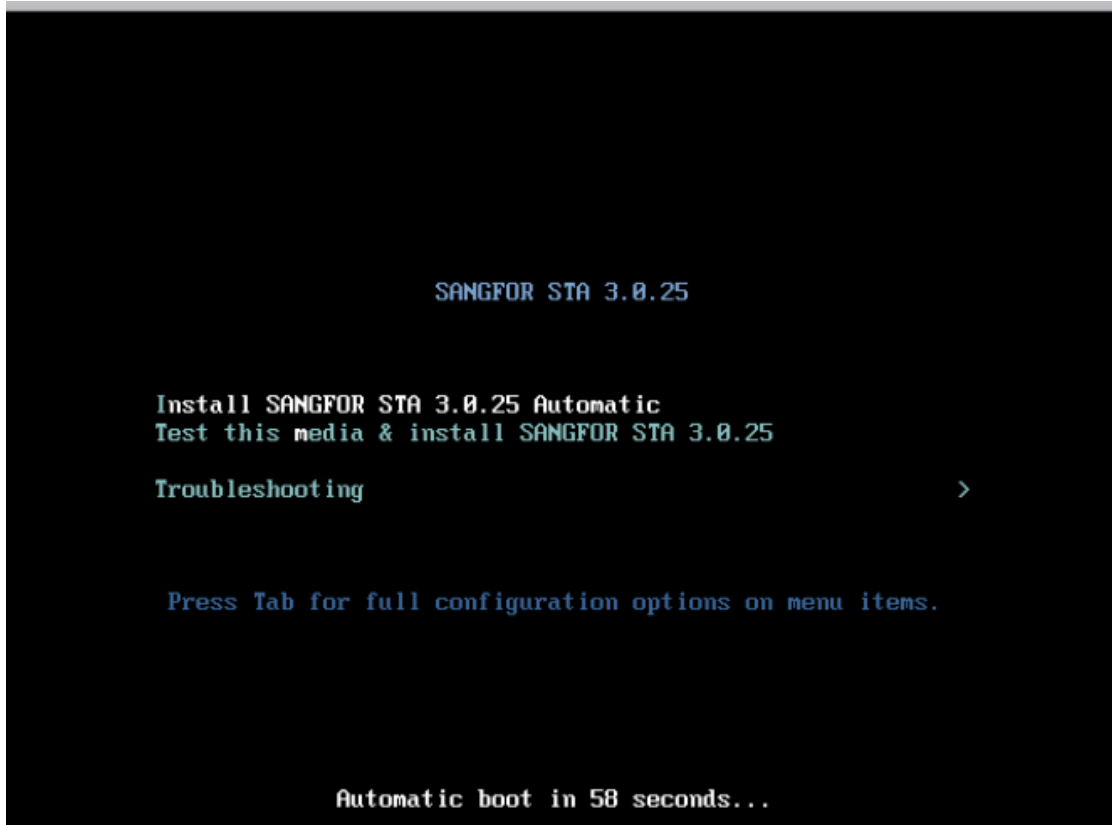 SANGFOR STA 3.0.25
Install SANGFOR STA 3.0.25 Automatic
Test this media & install SANGFOR STA 3.0.25
Troubleshooting >
Press Tab for full configuration options on menu items.
Automatic boot in 58 seconds...